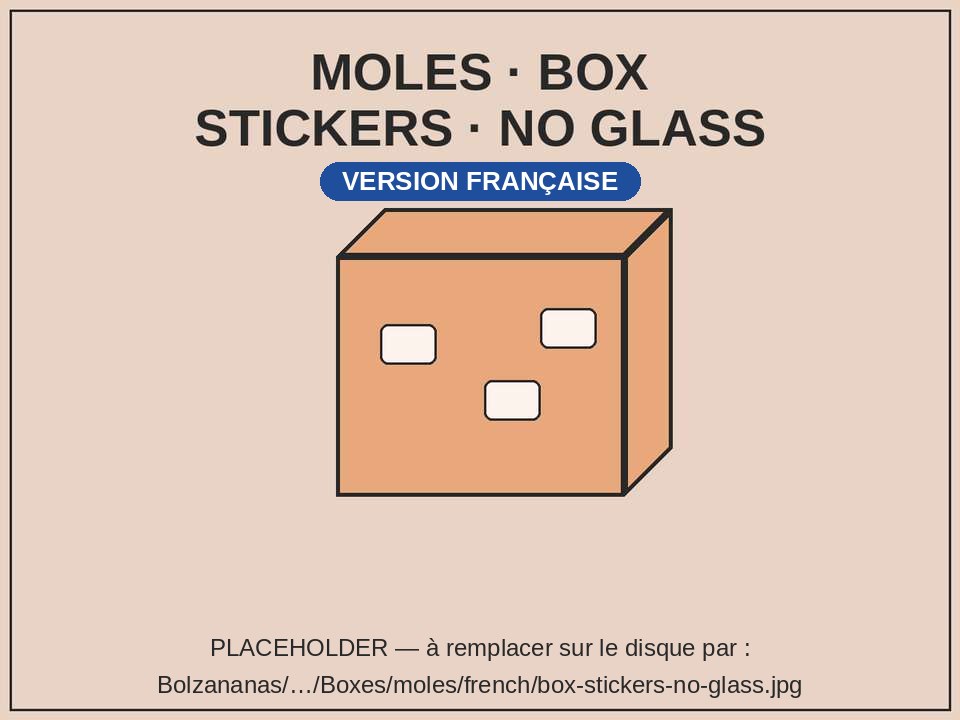 MOLES · BOX
STICKERS · NO GLASS
VERSION FRANÇAISE
PLACEHOLDER — à remplacer sur le disque par :
Bolzananas/…/Boxes/moles/french/box-stickers-no-glass.jpg